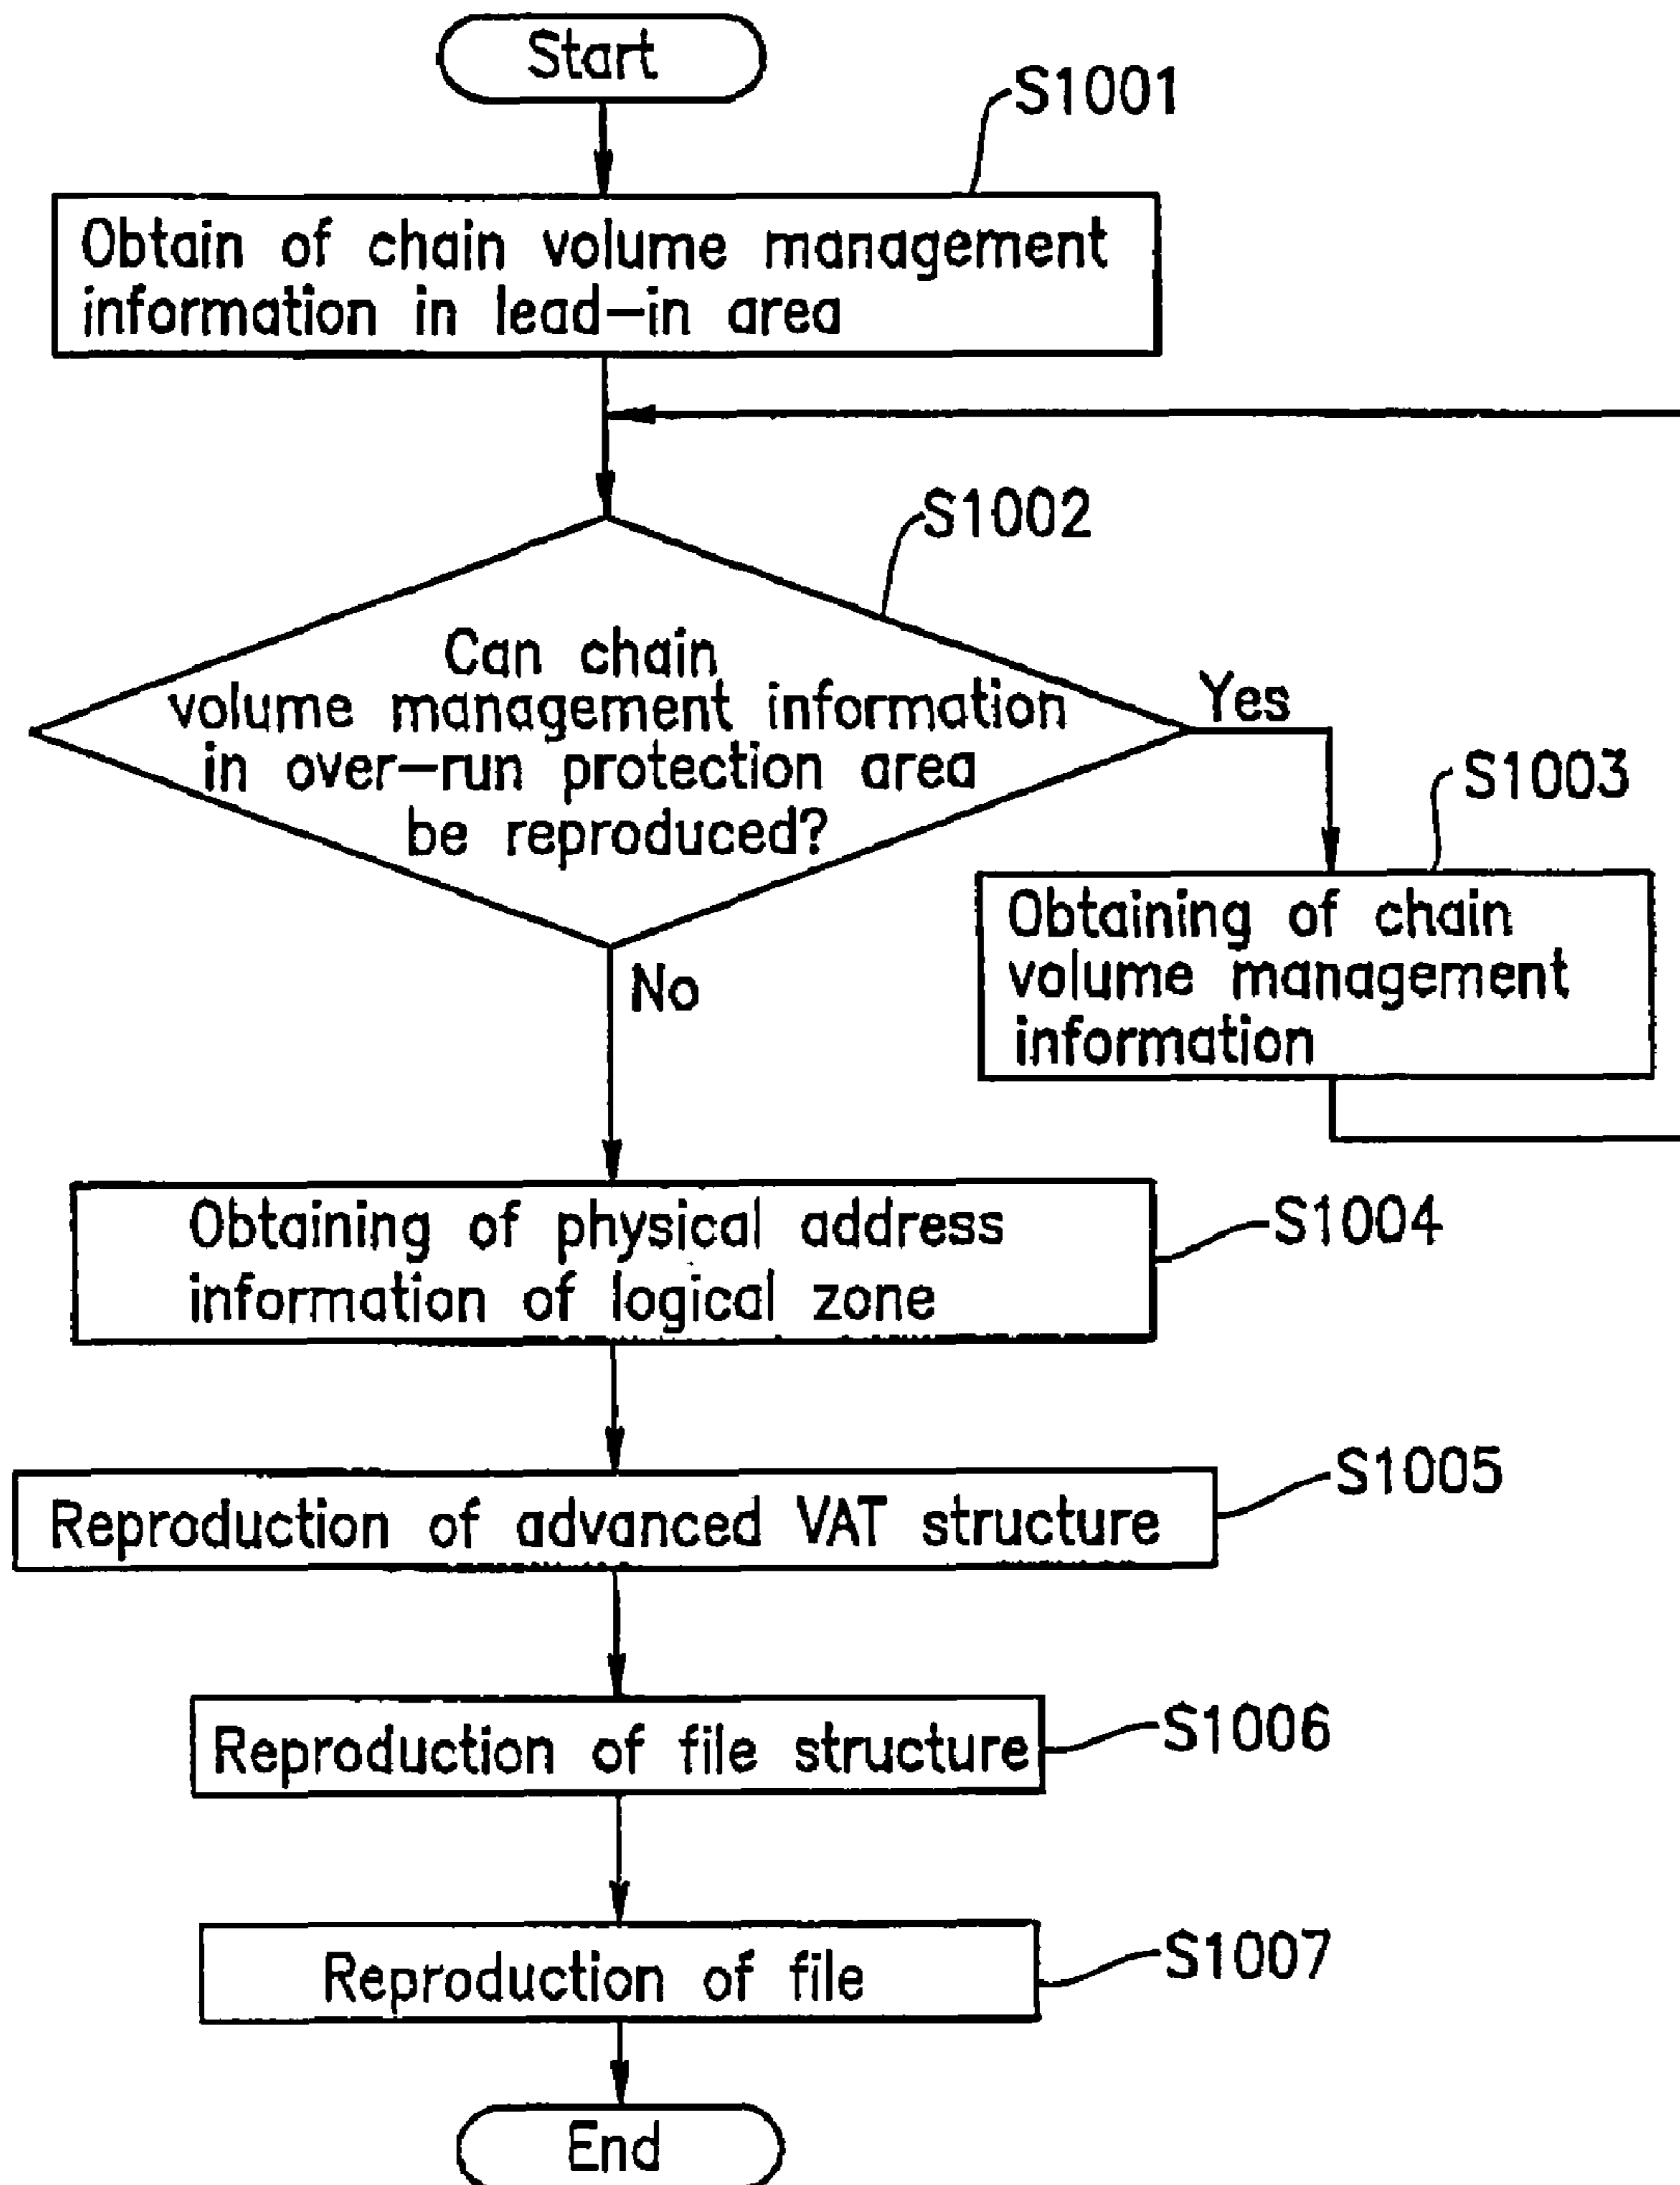 Start
S1001
Obtain of chain volume management
information in lead-in area
S1002
Can chain
volume management information
in over-run protection area
be reproduced?
Yes
S1003
Obtaining of chain
volume management
information
No
Obtaining of physical address
information of logical zone
S1004
Reproduction of advanced VAT structure
S1005
Reproduction of file structure
S1006
Reproduction of file
S1007
End